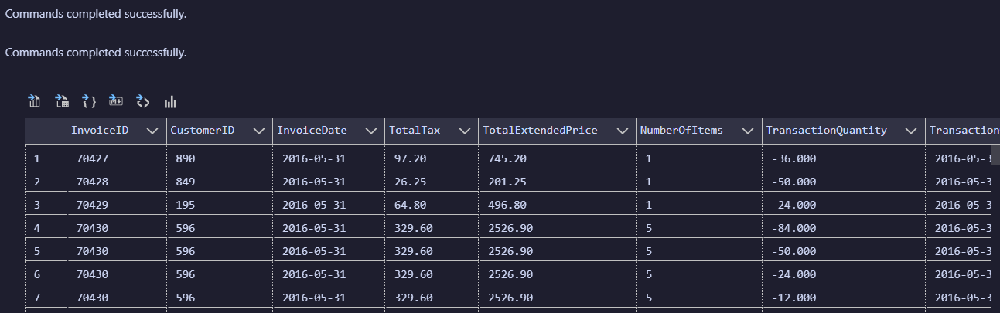 Commands completed successfully.
Commands completed successfully.
InvoiceID CustomerID InvoiceDate TotalTax TotalExtendedPrice NumberOfItems TransactionQuantity Transaction
1 70427 890 2016-05-31 97.20 745.20 1 -36.000 2016-05-3
2 70428 849 2016-05-31 26.25 201.25 1 -50.000 2016-05-3
3 70429 195 2016-05-31 64.80 496.80 1 -24.000 2016-05-3
4 70430 596 2016-05-31 329.60 2526.90 5 -84.000 2016-05-3
5 70430 596 2016-05-31 329.60 2526.90 5 -50.000 2016-05-3
6 70430 596 2016-05-31 329.60 2526.90 5 -24.000 2016-05-3
7 70430 596 2016-05-31 329.60 2526.90 5 -12.000 2016-05-3